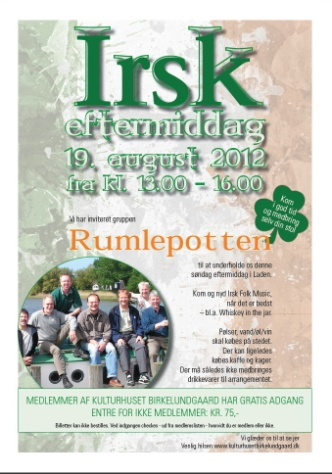 Irsk
eftermiddag
19. august 2012
fra kl. 13.00 - 16.00
Kom
i god tid
og medbring
selv din stol
Vi har inviteret gruppen
Rumlepotten
til at underholde os denne
søndag eftermiddag i Laden.
Kom og nyd Irsk Folk Music,
når det er bedst
– bl.a. Whiskey in the jar.
Pølser, vand/øl/vin
skal købes på stedet.
Der kan ligeledes
købes kaffe og kager.
Der må således ikke medbringes
drikkevarer til arrangementet.
MEDLEMMER AF KULTURHUSET BIRKELUNDGAARD HAR GRATIS ADGANG
ENTRE FOR IKKE MEDLEMMER: KR. 75,-
Billetter kan ikke bestilles. Ved indgangen checkes - ud fra medlemslisten - hvorvidt du er medlem eller ikke.
Vi glæder os til at se jer
Venlig hilsen www.kulturhusetbirkelundgaard.dk